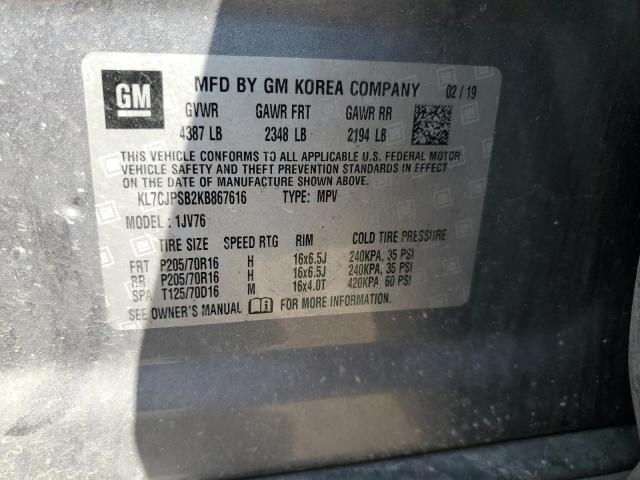 GM
MFD BY GM KOREA COMPANY 02 / 19
GVWR GAWR FRT GAWR RR
4387 LB 2348 LB 2194 LB
THIS VEHICLE CONFORMS TO ALL APPLICABLE U.S. FEDERAL MOTOR
VEHICLE SAFETY AND THEFT PREVENTION STANDARDS IN EFFECT
ON THE DATE OF MANUFACTURE SHOWN ABOVE.
KL7CJPSB2KB867616 TYPE: MPV
MODEL: 1JV76
TIRE SIZE SPEED RTG RIM COLD TIRE PRESSURE
FRT P205/70R16 H 16x6.5J 240KPA, 35 PSI
RR P205/70R16 H 16x6.5J 240KPA, 35 PSI
SPA T125/70D16 M 16x4.0T 420KPA, 60 PSI
SEE OWNER'S MANUAL FOR MORE INFORMATION.